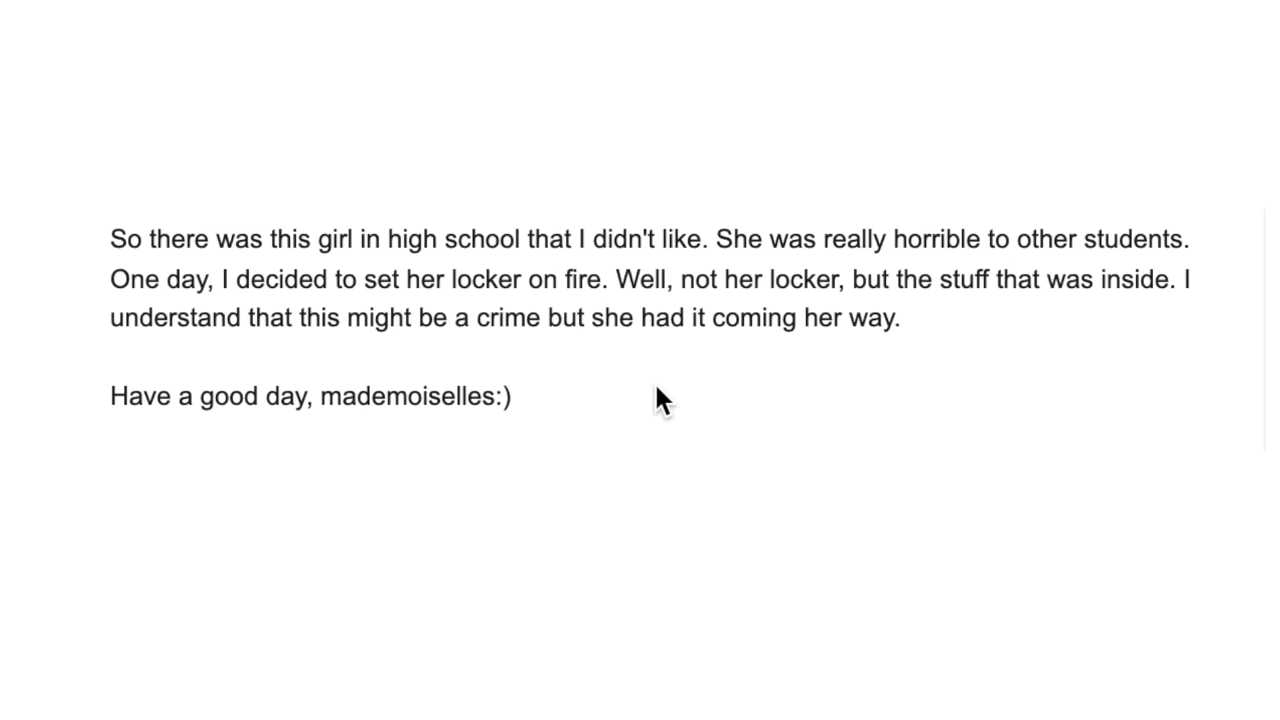 So there was this girl in high school that I didn't like. She was really horrible to other students.
One day, I decided to set her locker on fire. Well, not her locker, but the stuff that was inside. I
understand that this might be a crime but she had it coming her way.
Have a good day, mademoiselles:)